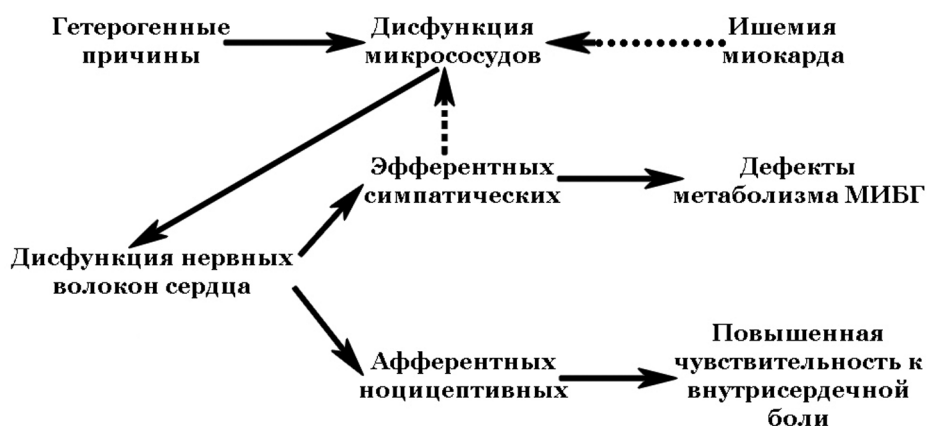 Гетерогенные
причины
Дисфункция
микрососудов
Ишемия
миокарда
Эфферентных
симпатических
Дефекты
метаболизма МИБГ
Дисфункция нервных
волокон сердца
Афферентных
ноцицептивных
Повышенная
чувствительность к
внутрисердечной
боли